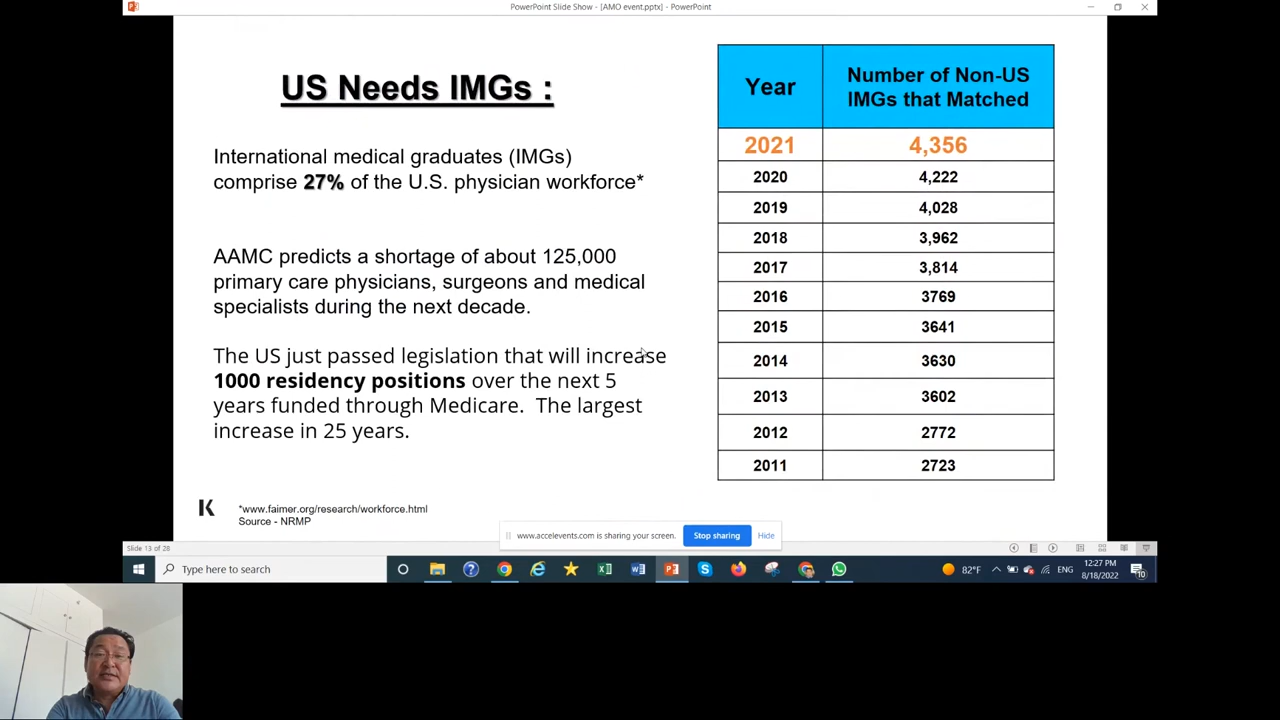 PowerPoint Slide Show - [AMO event.pptx] - PowerPoint
US Needs IMGs :
International medical graduates (IMGs)
comprise 27% of the U.S. physician workforce*
AAMC predicts a shortage of about 125,000
primary care physicians, surgeons and medical
specialists during the next decade.
The US just passed legislation that will increase
1000 residency positions over the next 5
years funded through Medicare. The largest
increase in 25 years.
K
*www.faimer.org/research/workforce.html
Source - NRMP
Year Number of Non-US
IMGs that Matched
2021 4,356
2020 4,222
2019 4,028
2018 3,962
2017 3,814
2016 3769
2015 3641
2014 3630
2013 3602
2012 2772
2011 2723
www.accelevents.com is sharing your screen. Stop sharing Hide
Slide 13 of 28
Type here to search
82°F ENG 12:27 PM
8/18/2022
10